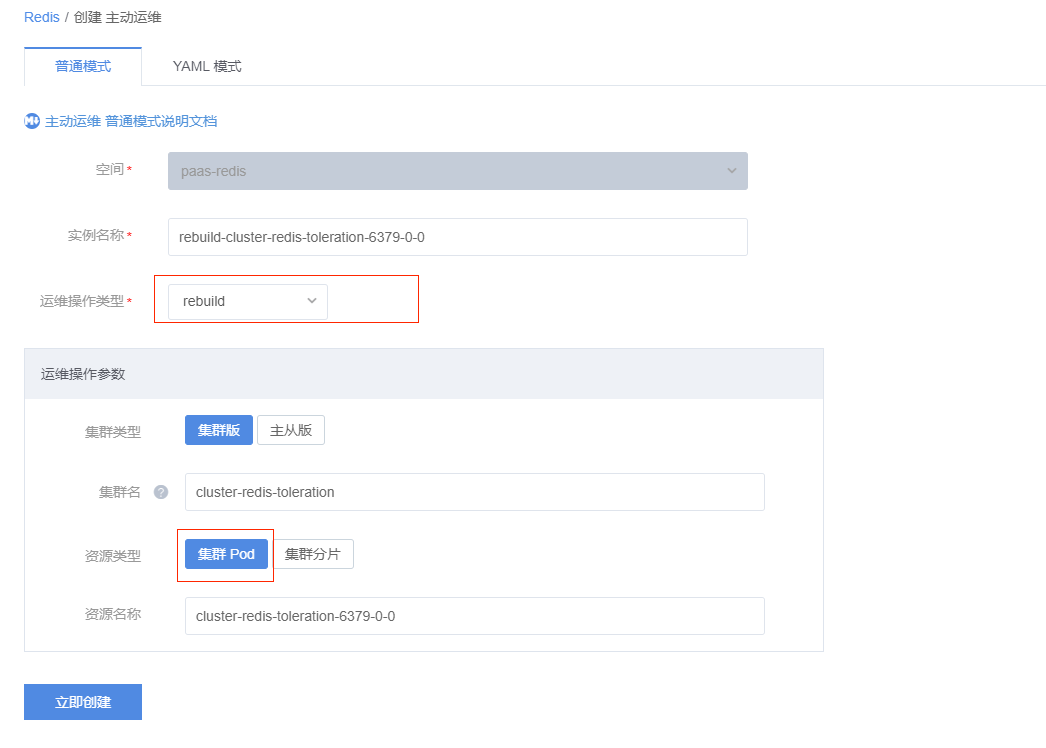 Redis / 创建 主动运维
普通模式 YAML 模式
主动运维 普通模式说明文档
空间* paas-redis
实例名称* rebuild-cluster-redis-toleration-6379-0-0
运维操作类型* rebuild
运维操作参数
集群类型 集群版 主从版
集群名 ? cluster-redis-toleration
资源类型 集群 Pod 集群分片
资源名称 cluster-redis-toleration-6379-0-0
立即创建